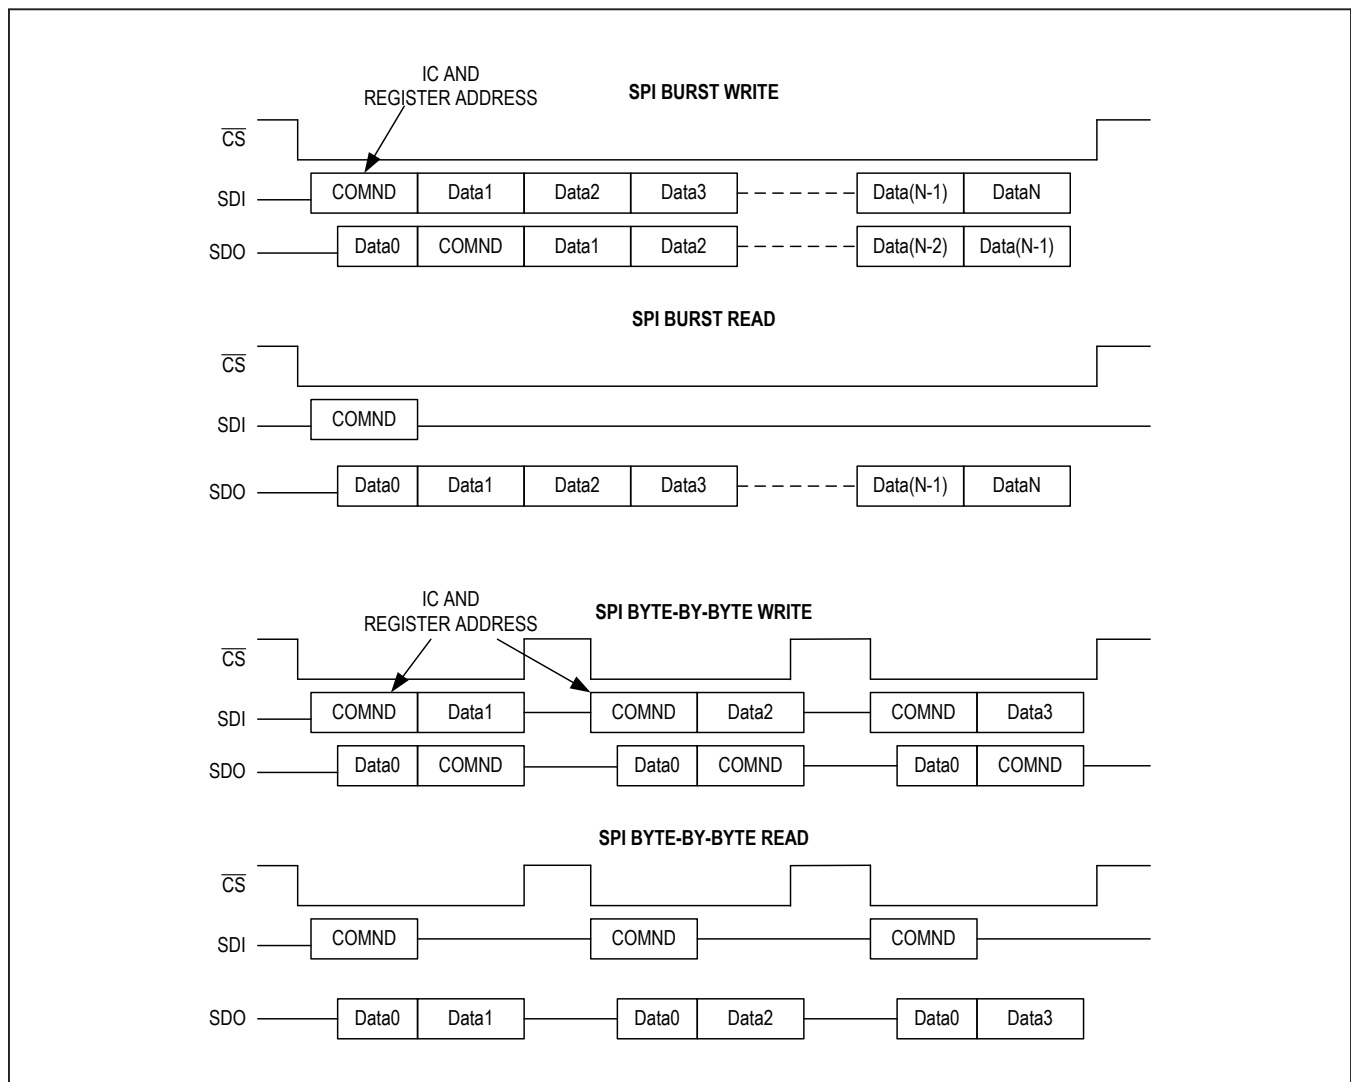 IC AND
REGISTER ADDRESS
SPI BURST WRITE
CS
SDI COMND Data1 Data2 Data3 Data(N-1) DataN
SDO Data0 COMND Data1 Data2 Data(N-2) Data(N-1)
SPI BURST READ
CS
SDI COMND
SDO Data0 Data1 Data2 Data3 Data(N-1) DataN
IC AND
REGISTER ADDRESS
SPI BYTE-BY-BYTE WRITE
CS
SDI COMND Data1 COMND Data2 COMND Data3
SDO Data0 COMND Data0 COMND Data0 COMND
SPI BYTE-BY-BYTE READ
CS
SDI COMND COMND COMND
SDO Data0 Data1 Data0 Data2 Data0 Data3